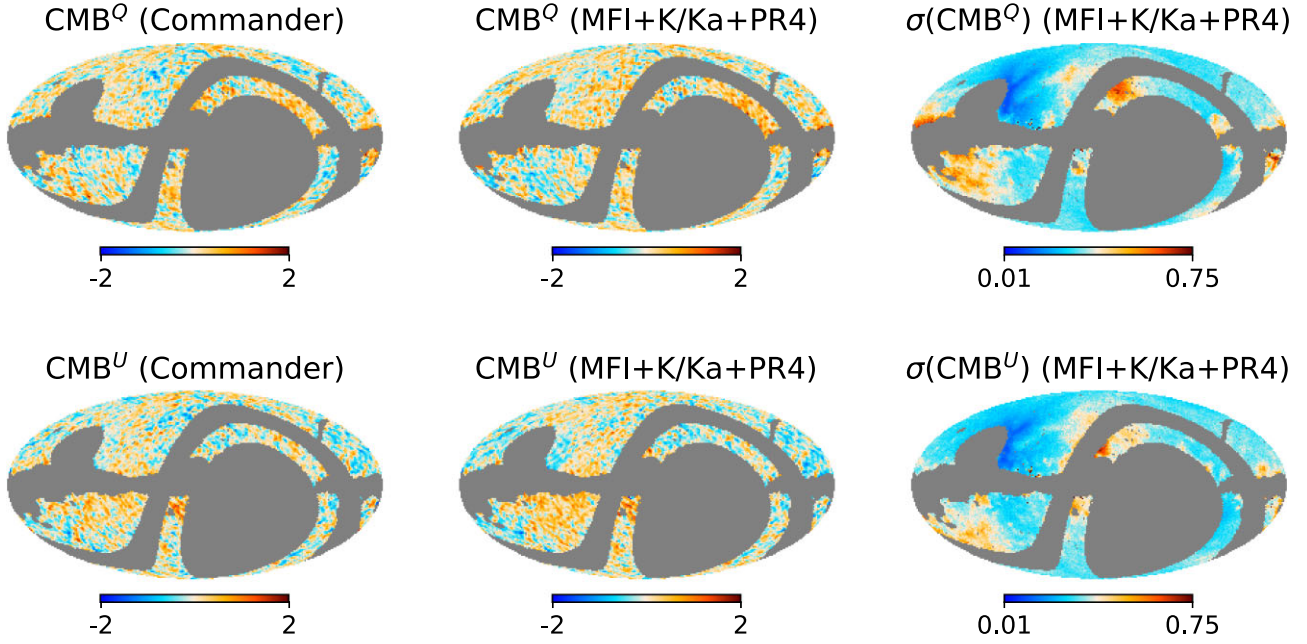 CMB^Q (Commander)
CMB^Q (MFI+K/Ka+PR4)
σ(CMB^Q) (MFI+K/Ka+PR4)
-2 2
-2 2
0.01 0.75
CMB^U (Commander)
CMB^U (MFI+K/Ka+PR4)
σ(CMB^U) (MFI+K/Ka+PR4)
-2 2
-2 2
0.01 0.75